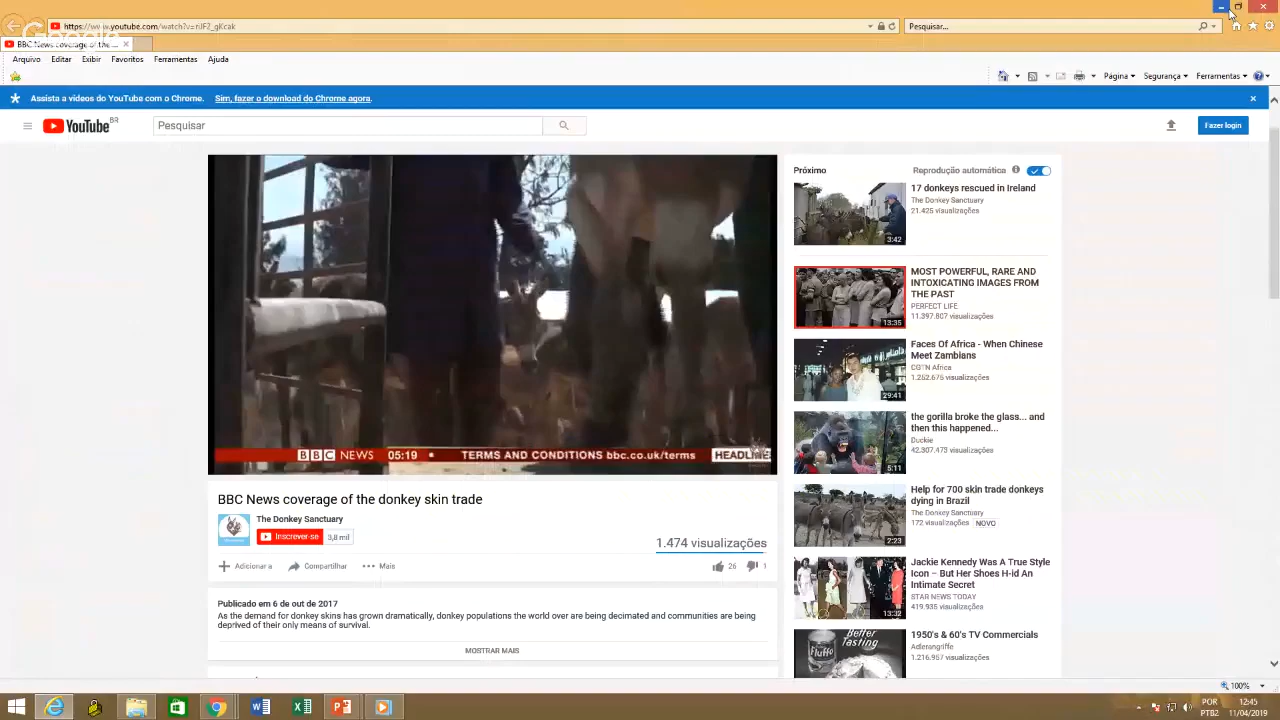 https://www.youtube.com/watch?v=
Pesquisar...
BBC News coverage of the ...
Arquivo Editar Exibir Favoritos Ferramentas Ajuda
Página Segurança Ferramentas
Assista a vídeos do YouTube com o Chrome. Sim, fazer o download do Chrome agora.
YouTube BR
Pesquisar
Fazer login
BBC NEWS 05:19 TERMS AND CONDITIONS bbc.co.uk/terms HEADLINE
BBC News coverage of the donkey skin trade
The Donkey Sanctuary
Inscrever-se 3,8 mil
1.474 visualizações
Adicionar a Compartilhar Mais 26 1
Publicado em 6 de out de 2017
As the demand for donkey skins has grown dramatically, donkey populations the world over are being decimated and communities are being
deprived of their only means of survival.
MOSTRAR MAIS
Próximo Reprodução automática
17 donkeys rescued in Ireland
The Donkey Sanctuary
21.425 visualizações
3:42
MOST POWERFUL, RARE AND
INTOXICATING IMAGES FROM
THE PAST
PERFECT LIFE
11.397.807 visualizações
13:35
Faces Of Africa - When Chinese
Meet Zambians
CGTN Africa
1.252.675 visualizações
29:41
the gorilla broke the glass... and
then this happened...
Duckie
42.307.473 visualizações
5:11
Help for 700 skin trade donkeys
dying in Brazil
The Donkey Sanctuary
172 visualizações NOVO
2:23
Jackie Kennedy Was A True Style
Icon – But Her Shoes H-id An
Intimate Secret
STAR NEWS TODAY
419.935 visualizações
13:32
1950's & 60's TV Commercials
Adlerangriffe
1.216.957 visualizações
Better
Tasting
Fluffo
100%
POR
PTB2
12:45
11/04/2019